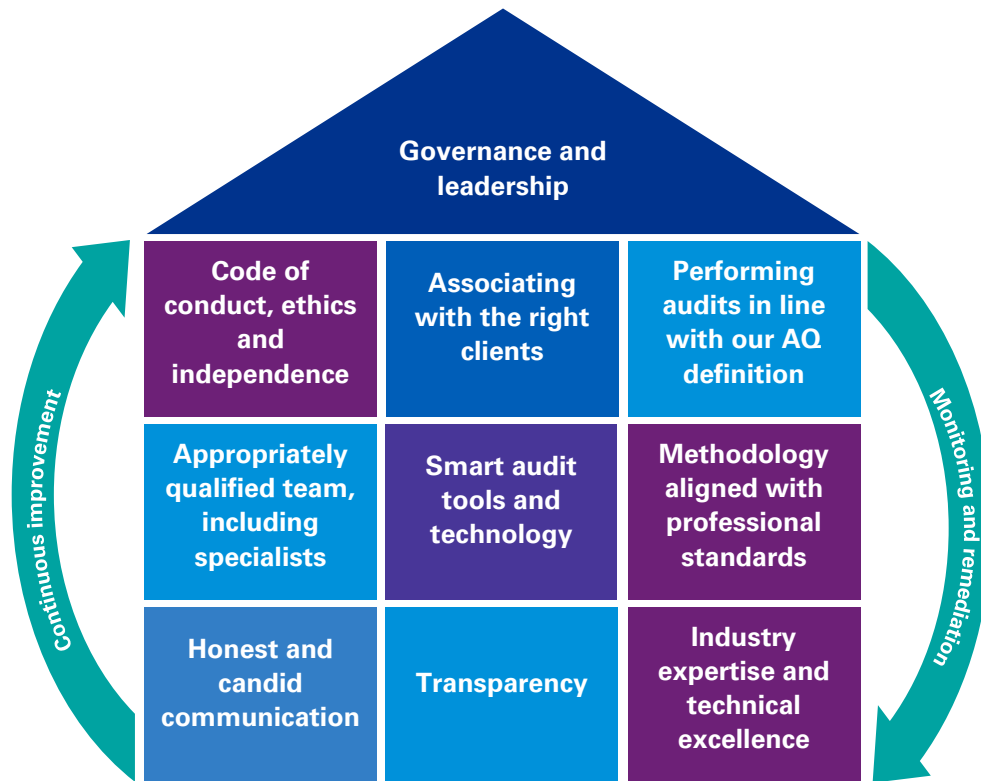 Governance and
leadership
Code of
conduct, ethics
and
independence
Associating
with the right
clients
Performing
audits in line
with our AQ
definition
Appropriately
qualified team,
including
specialists
Smart audit
tools and
technology
Methodology
aligned with
professional
standards
Honest and
candid
communication
Transparency
Industry
expertise and
technical
excellence
Continuous improvement
Monitoring and remediation